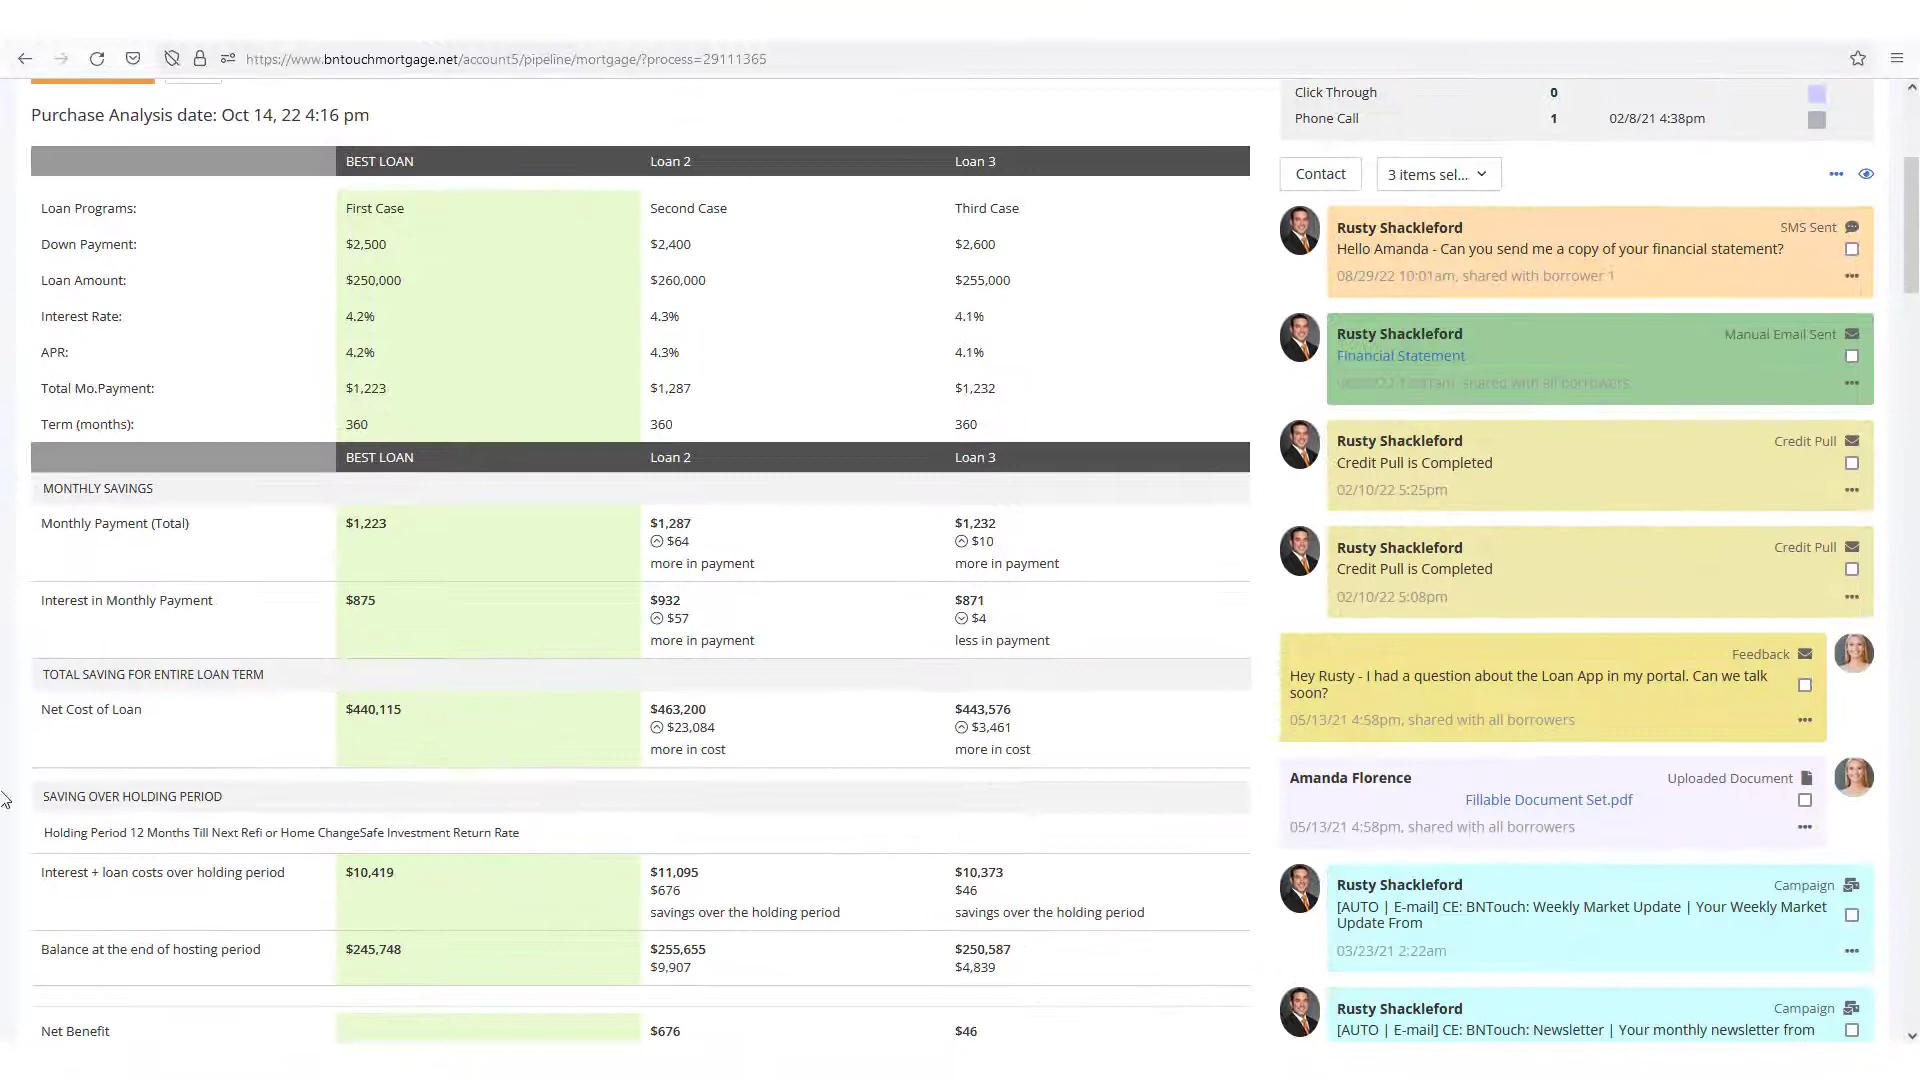 https://www.bntouchmortgage.net/account5/pipeline/mortgage/?process=29111365
Purchase Analysis date: Oct 14, 22 4:16 pm
BEST LOAN Loan 2 Loan 3
Loan Programs: First Case Second Case Third Case
Down Payment: $2,500 $2,400 $2,600
Loan Amount: $250,000 $260,000 $255,000
Interest Rate: 4.2% 4.3% 4.1%
APR: 4.2% 4.3% 4.1%
Total Mo.Payment: $1,223 $1,287 $1,232
Term (months): 360 360 360
BEST LOAN Loan 2 Loan 3
MONTHLY SAVINGS
Monthly Payment (Total) $1,223 $1,287 $1,232
$64 $10
more in payment more in payment
Interest in Monthly Payment $875 $932 $871
$57 $4
more in payment less in payment
TOTAL SAVING FOR ENTIRE LOAN TERM
Net Cost of Loan $440,115 $463,200 $443,576
$23,084 $3,461
more in cost more in cost
SAVING OVER HOLDING PERIOD
Holding Period 12 Months Till Next Refi or Home ChangeSafe Investment Return Rate
Interest + loan costs over holding period $10,419 $11,095 $10,373
$676 $46
savings over the holding period savings over the holding period
Balance at the end of hosting period $245,748 $255,655 $250,587
$9,907 $4,839
Net Benefit $676 $46
Click Through 0
Phone Call 1 02/8/21 4:38pm
Contact 3 items sel...
Rusty Shackleford SMS Sent
Hello Amanda - Can you send me a copy of your financial statement?
08/29/22 10:01am, shared with borrower 1
Rusty Shackleford Manual Email Sent
Financial Statement
shared with all borrowers
Rusty Shackleford Credit Pull
Credit Pull is Completed
02/10/22 5:25pm
Rusty Shackleford Credit Pull
Credit Pull is Completed
02/10/22 5:08pm
Feedback
Hey Rusty - I had a question about the Loan App in my portal. Can we talk
soon?
05/13/21 4:58pm, shared with all borrowers
Amanda Florence Uploaded Document
Fillable Document Set.pdf
05/13/21 4:58pm, shared with all borrowers
Rusty Shackleford Campaign
[AUTO | E-mail] CE: BNTouch: Weekly Market Update | Your Weekly Market
Update From
03/23/21 2:22am
Rusty Shackleford Campaign
[AUTO | E-mail] CE: BNTouch: Newsletter | Your monthly newsletter from